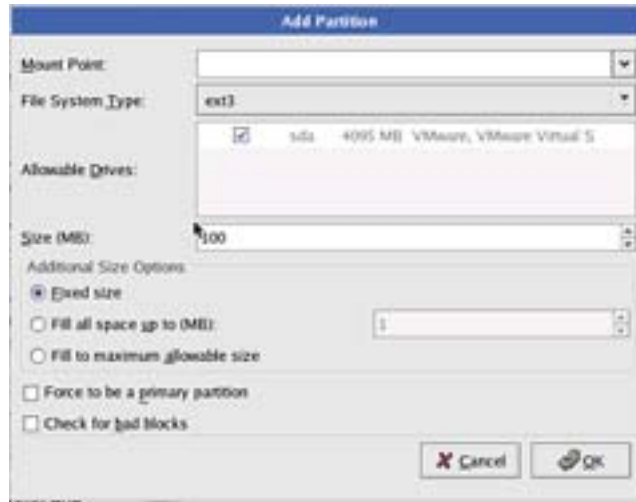 Add Partition
Mount Point:
File System Type: ext3
sda 4095 MB VMware, VMware Virtual S
Allowable Drives:
Size (MB): 100
Additional Size Options
Fixed size
Fill all space up to (MB): 1
Fill to maximum allowable size
Force to be a primary partition
Check for bad blocks
Cancel OK